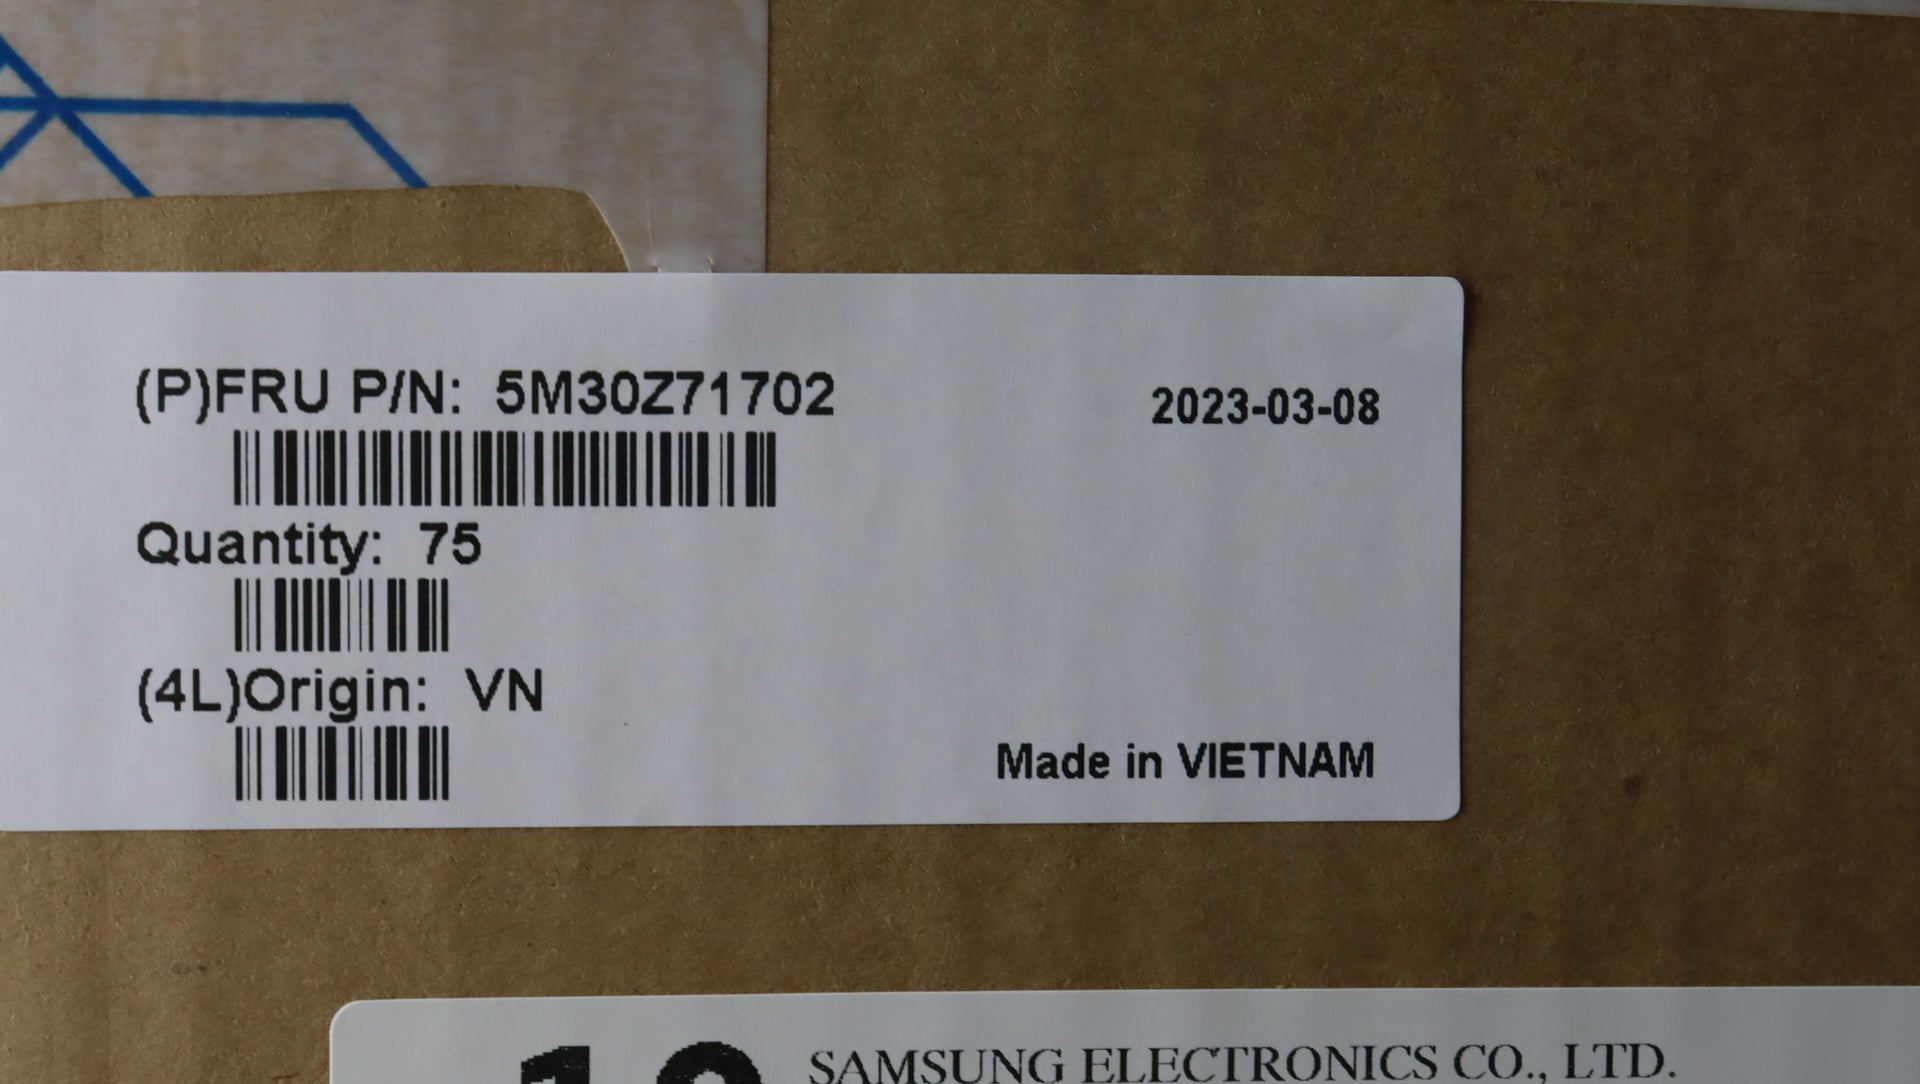 (P)FRU P/N: 5M30Z71702
2023-03-08
Quantity: 75
(4L)Origin: VN
Made in VIETNAM
SAMSUNG ELECTRONICS CO., LTD.